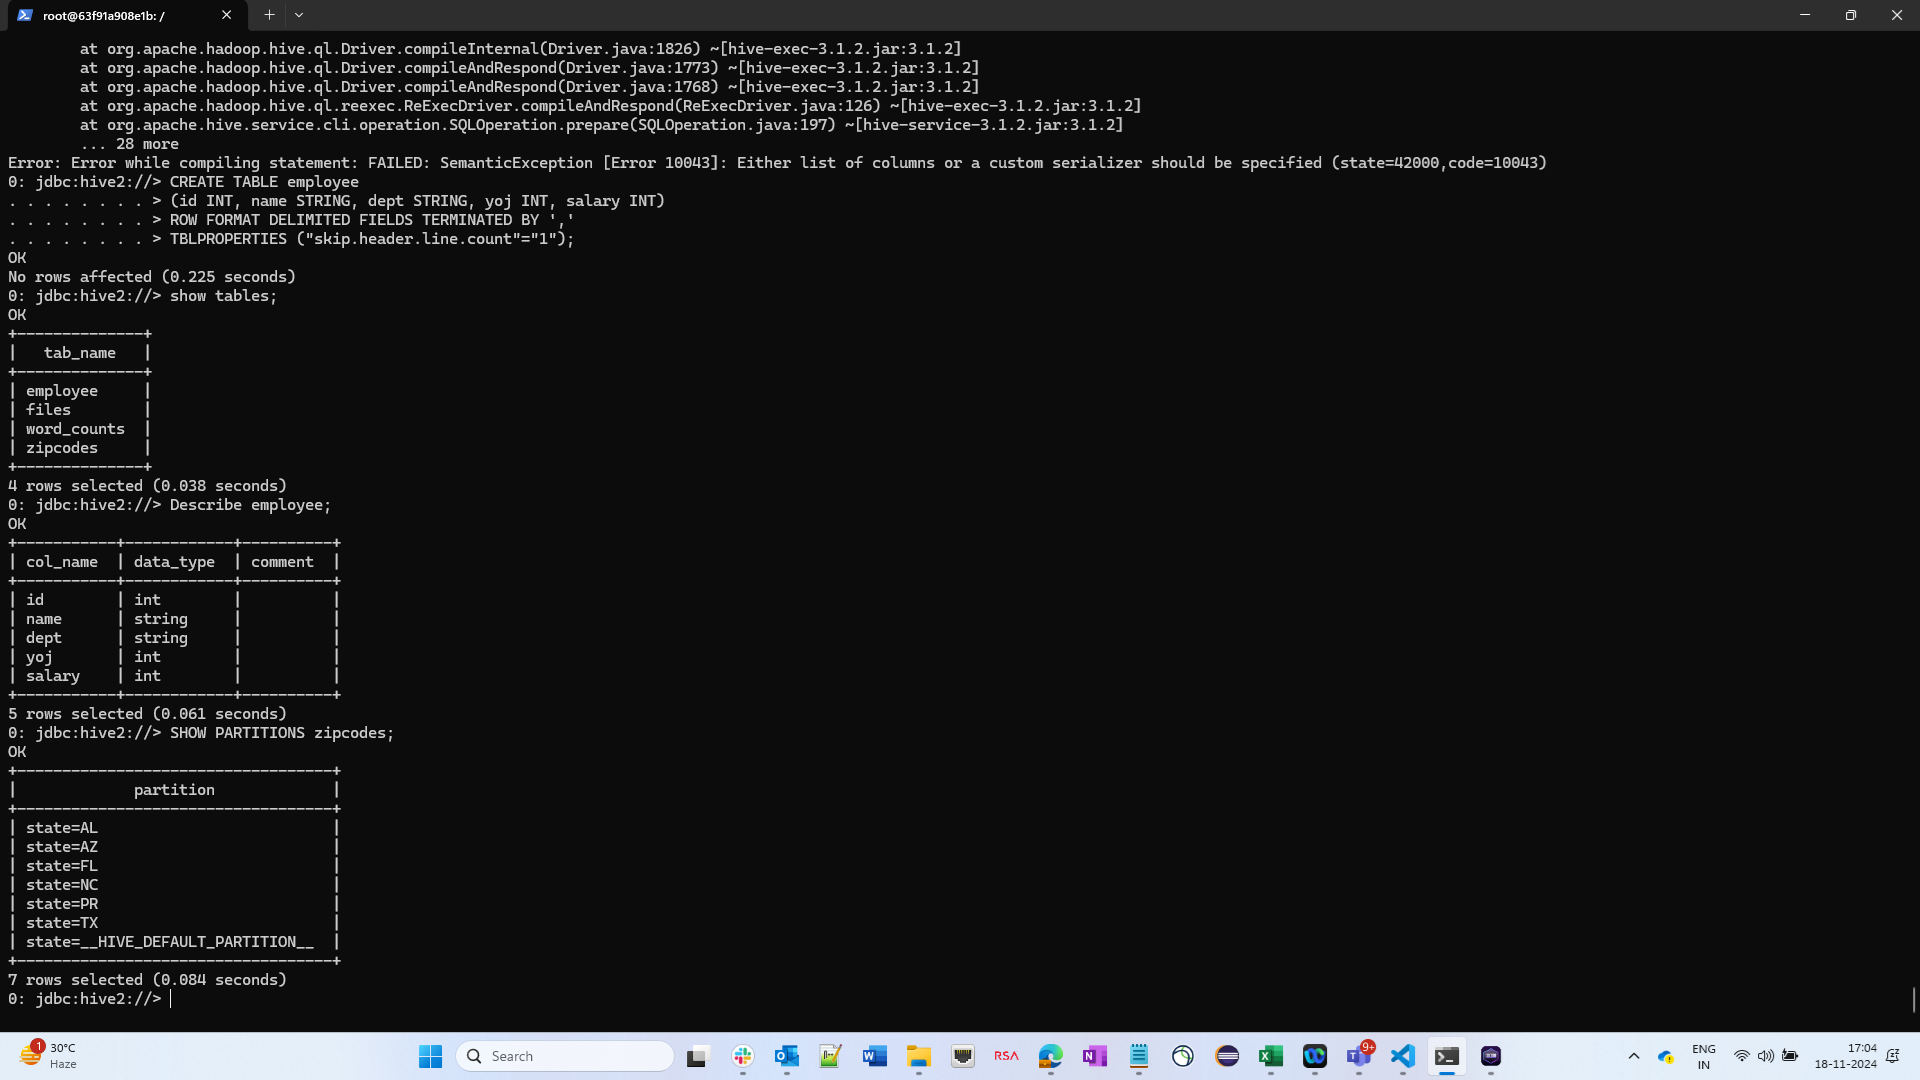 root@63f91a908e1b: /
at org.apache.hadoop.hive.ql.Driver.compileInternal(Driver.java:1826) ~[hive-exec-3.1.2.jar:3.1.2]
at org.apache.hadoop.hive.ql.Driver.compileAndRespond(Driver.java:1773) ~[hive-exec-3.1.2.jar:3.1.2]
at org.apache.hadoop.hive.ql.Driver.compileAndRespond(Driver.java:1768) ~[hive-exec-3.1.2.jar:3.1.2]
at org.apache.hadoop.hive.ql.reexec.ReExecDriver.compileAndRespond(ReExecDriver.java:126) ~[hive-exec-3.1.2.jar:3.1.2]
at org.apache.hive.service.cli.operation.SQLOperation.prepare(SQLOperation.java:197) ~[hive-service-3.1.2.jar:3.1.2]
... 28 more
Error: Error while compiling statement: FAILED: SemanticException [Error 10043]: Either list of columns or a custom serializer should be specified (state=42000,code=10043)
0: jdbc:hive2://> CREATE TABLE employee
. . . . . . . . > (id INT, name STRING, dept STRING, yoj INT, salary INT)
. . . . . . . . > ROW FORMAT DELIMITED FIELDS TERMINATED BY ','
. . . . . . . . > TBLPROPERTIES ("skip.header.line.count"="1");
OK
No rows affected (0.225 seconds)
0: jdbc:hive2://> show tables;
OK
+--------------+
|   tab_name   |
+--------------+
| employee     |
| files        |
| word_counts  |
| zipcodes     |
+--------------+
4 rows selected (0.038 seconds)
0: jdbc:hive2://> Describe employee;
OK
+-----------+------------+----------+
| col_name  | data_type  | comment  |
+-----------+------------+----------+
| id        | int        |          |
| name      | string     |          |
| dept      | string     |          |
| yoj       | int        |          |
| salary    | int        |          |
+-----------+------------+----------+
5 rows selected (0.061 seconds)
0: jdbc:hive2://> SHOW PARTITIONS zipcodes;
OK
+-----------------------------------+
|             partition             |
+-----------------------------------+
| state=AL                          |
| state=AZ                          |
| state=FL                          |
| state=NC                          |
| state=PR                          |
| state=TX                          |
| state=__HIVE_DEFAULT_PARTITION__  |
+-----------------------------------+
7 rows selected (0.084 seconds)
0: jdbc:hive2://>
1
30°C
Haze
Search
RSA
9+
ENG
IN
17:04
18-11-2024